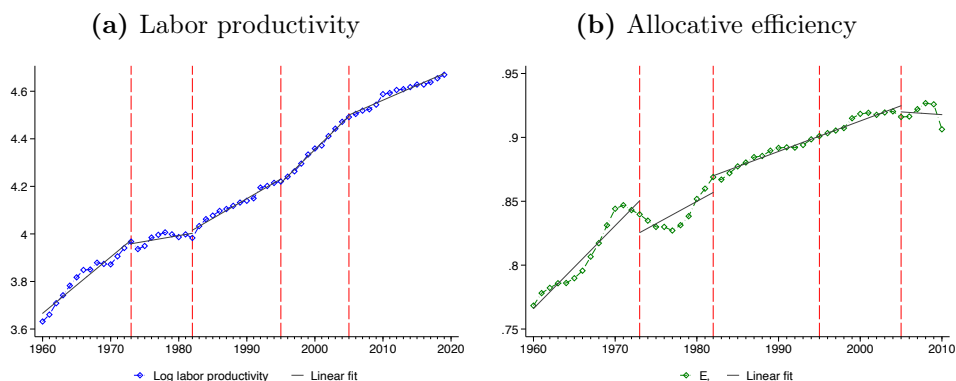 (a) Labor productivity
4.6
4.4
4.2
4
3.8
3.6
1960 1970 1980 1990 2000 2010 2020
Log labor productivity Linear fit
(b) Allocative efficiency
.95
.9
.85
.8
.75
1960 1970 1980 1990 2000 2010
E_t Linear fit